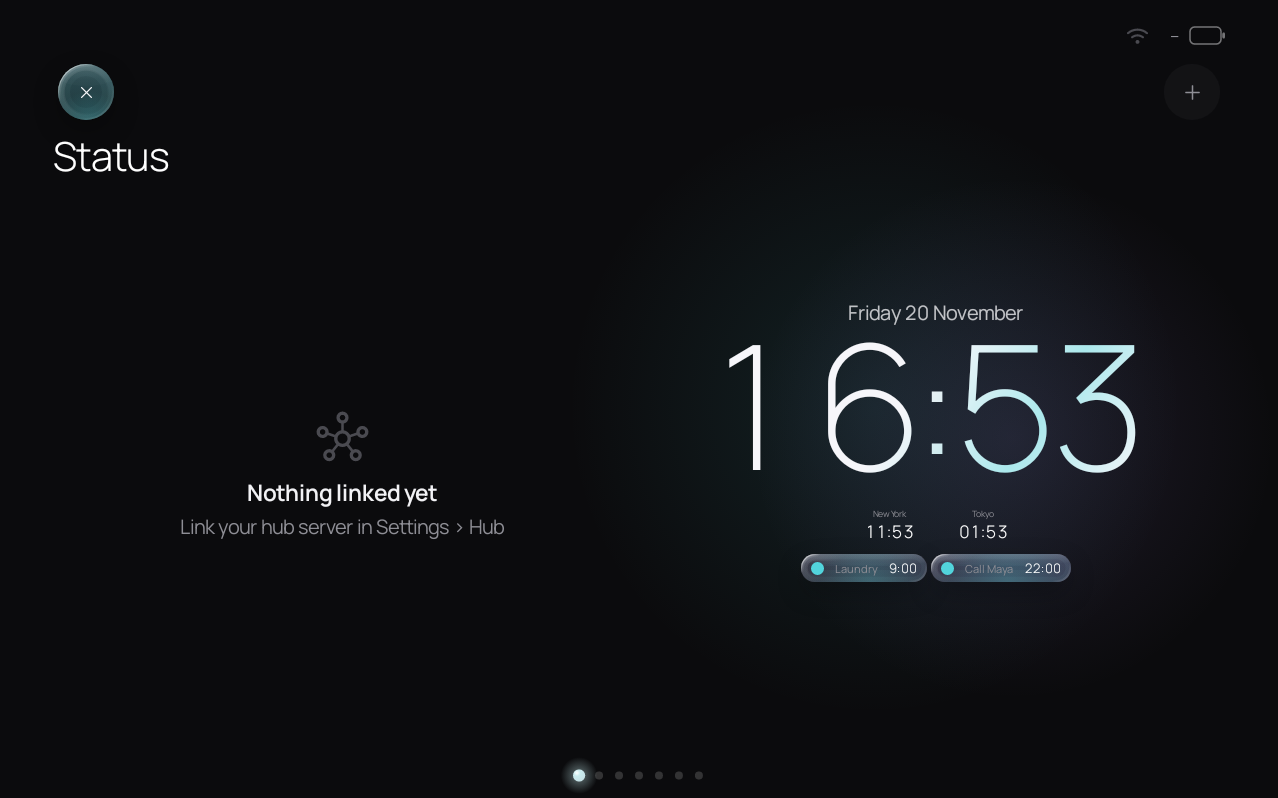 –
Status
Friday 20 November
16:53
New York
Tokyo
11:53
01:53
Laundry 9:00
Call Maya 22:00
Nothing linked yet
Link your hub server in Settings > Hub